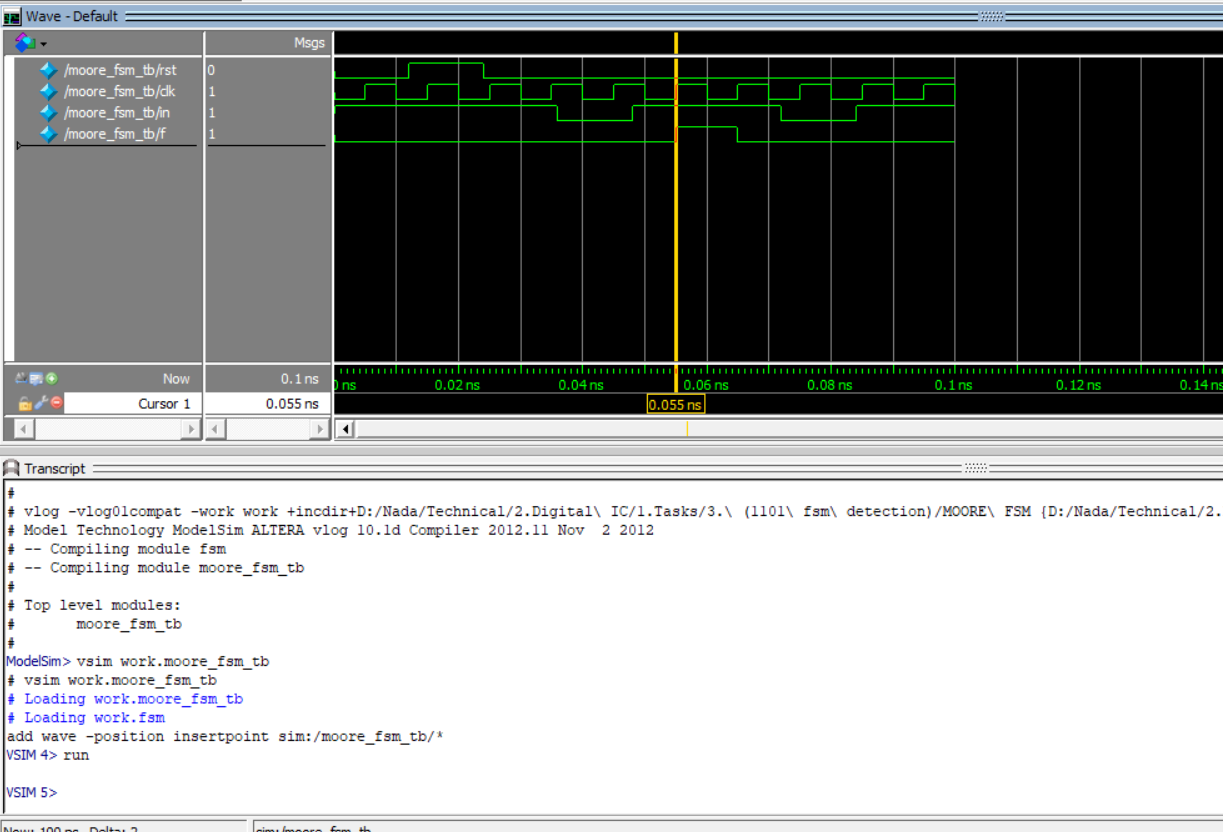 Wave - Default
Msgs
/moore_fsm_tb/rst 0
/moore_fsm_tb/clk 1
/moore_fsm_tb/in 1
/moore_fsm_tb/f 1
Now 0.1 ns
ns 0.02 ns 0.04 ns 0.06 ns 0.08 ns 0.1 ns 0.12 ns 0.14 ns
Cursor 1 0.055 ns 0.055 ns
Transcript
#
# vlog -vlog01compat -work work +incdir+D:/Nada/Technical/2.Digital\ IC/1.Tasks/3.\ (1101\ fsm\ detection)/MOORE\ FSM {D:/Nada/Technical/2.
# Model Technology ModelSim ALTERA vlog 10.1d Compiler 2012.11 Nov  2 2012
# -- Compiling module fsm
# -- Compiling module moore_fsm_tb
#
# Top level modules:
#       moore_fsm_tb
#
ModelSim> vsim work.moore_fsm_tb
# vsim work.moore_fsm_tb
# Loading work.moore_fsm_tb
# Loading work.fsm
add wave -position insertpoint sim:/moore_fsm_tb/*
VSIM 4> run
VSIM 5>
Now: 100 ps Delta: 2 sim:/moore_fsm_tb